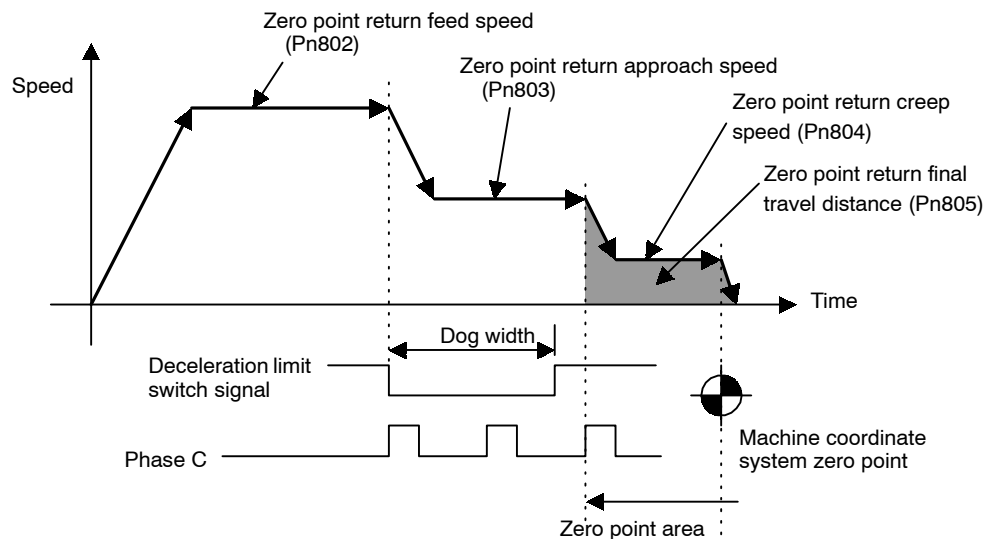 Zero point return feed speed
(Pn802)
Speed
Zero point return approach speed
(Pn803)
Zero point return creep
speed (Pn804)
Zero point return final
travel distance (Pn805)
Time
Dog width
Deceleration limit
switch signal
Phase C
Machine coordinate
system zero point
Zero point area